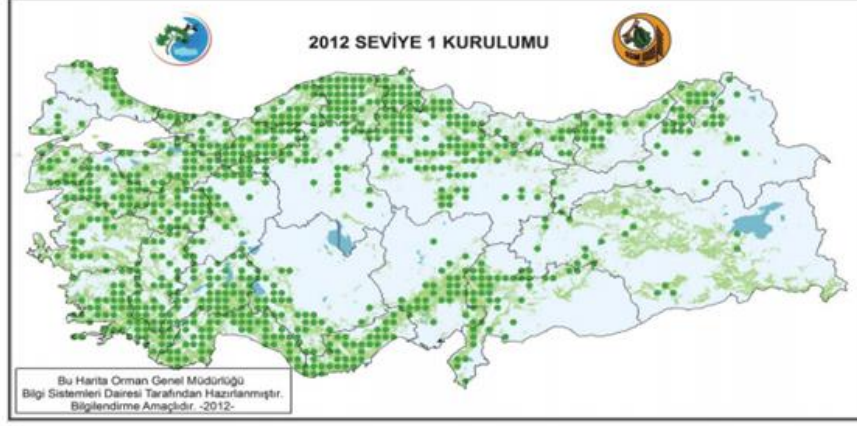 2012 SEVİYE 1 KURULUMU
Bu Harita Orman Genel Müdürlüğü
Bilgi Sistemleri Dairesi Tarafından Hazırlanmıştır.
Bilgilendirme Amaçlıdır. -2012-